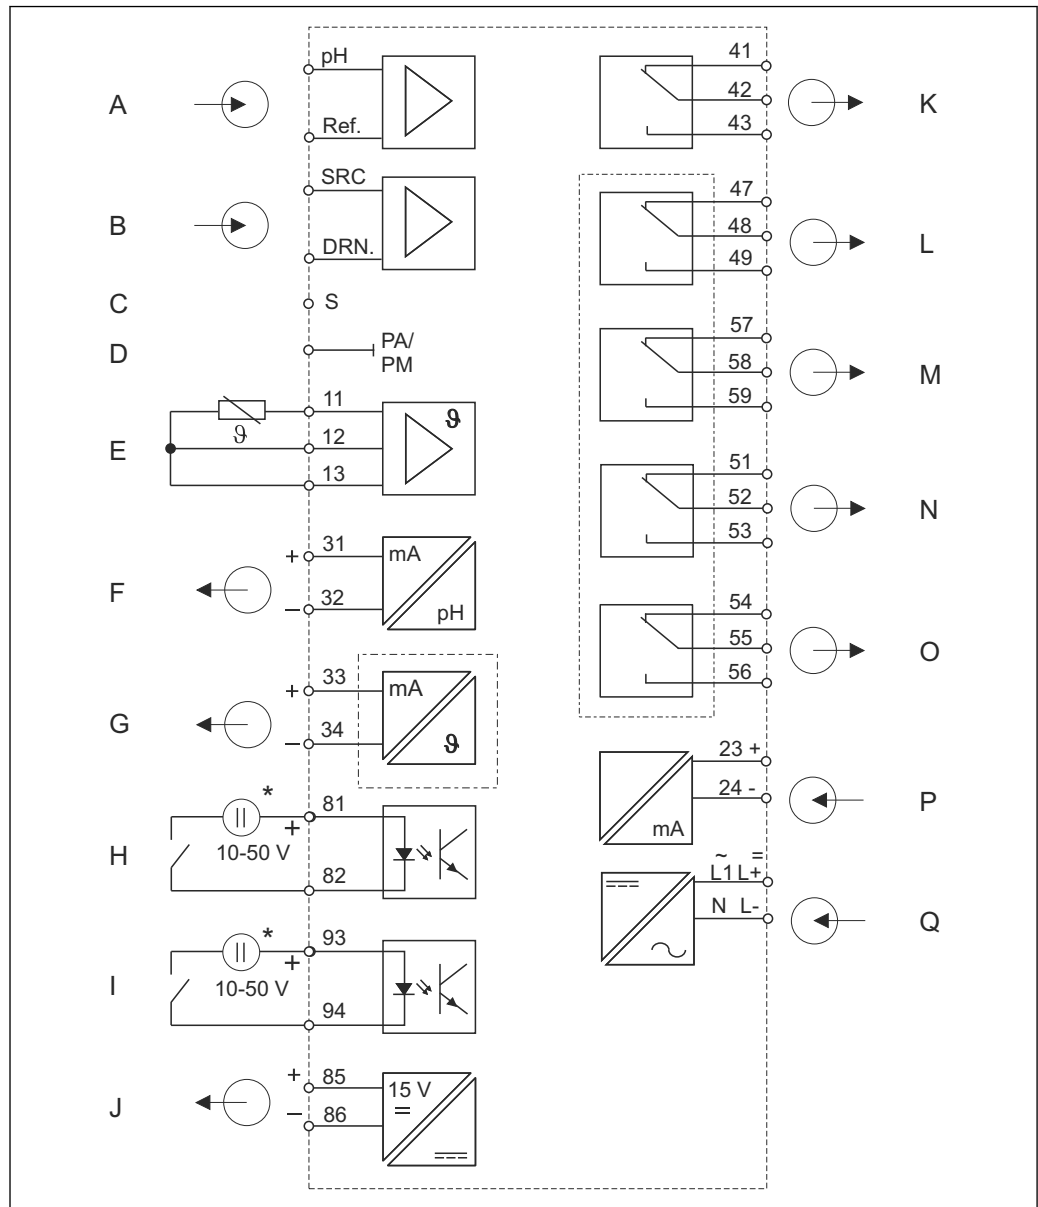 A
pH
Ref.
B
SRC
DRN.
C
S
D
PA/
PM
E
ϑ
11
12
13
ϑ
F
+ 31
– 32
mA
pH
G
+ 33
– 34
mA
ϑ
H
*
+
10-50 V
81
82
I
*
+
10-50 V
93
94
J
+ 85
– 86
15 V
=
41
42
43
K
47
48
49
L
57
58
59
M
51
52
53
N
54
55
56
O
23 +
24 -
mA
P
~ =
L1 L+
N L-
Q